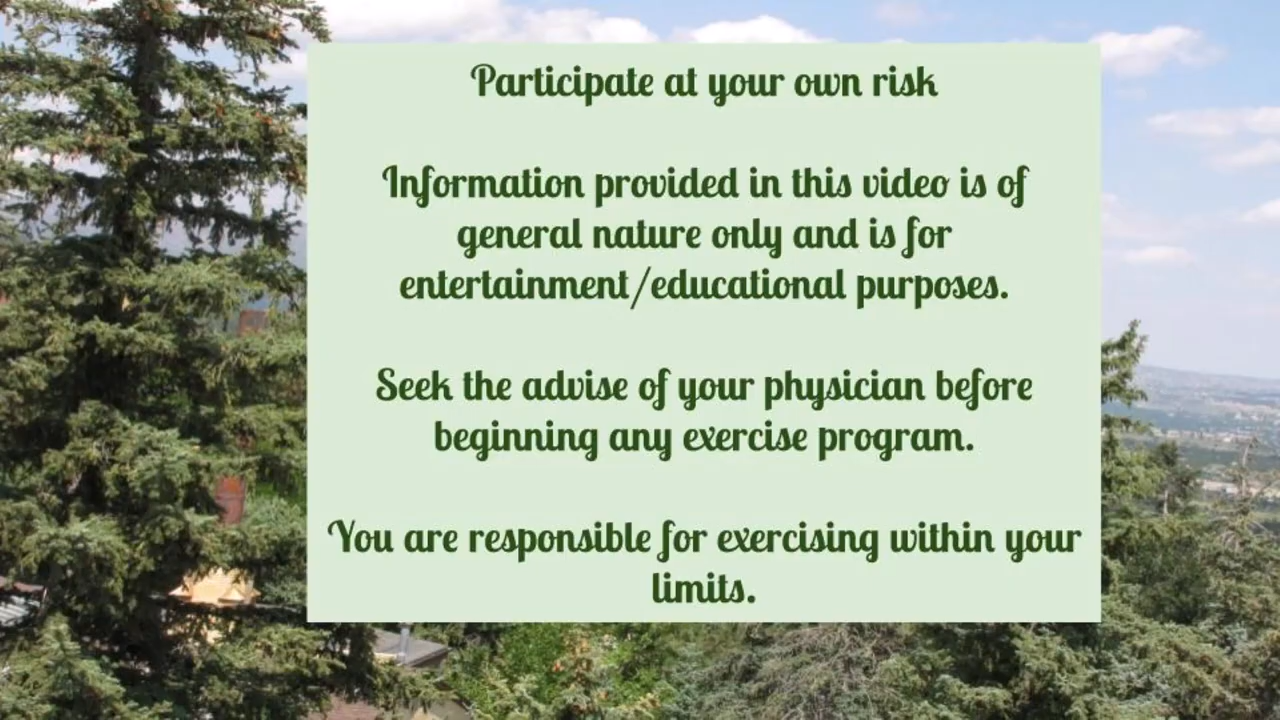 Participate at your own risk
Information provided in this video is of
general nature only and is for
entertainment/educational purposes.
Seek the advise of your physician before
beginning any exercise program.
You are responsible for exercising within your
limits.